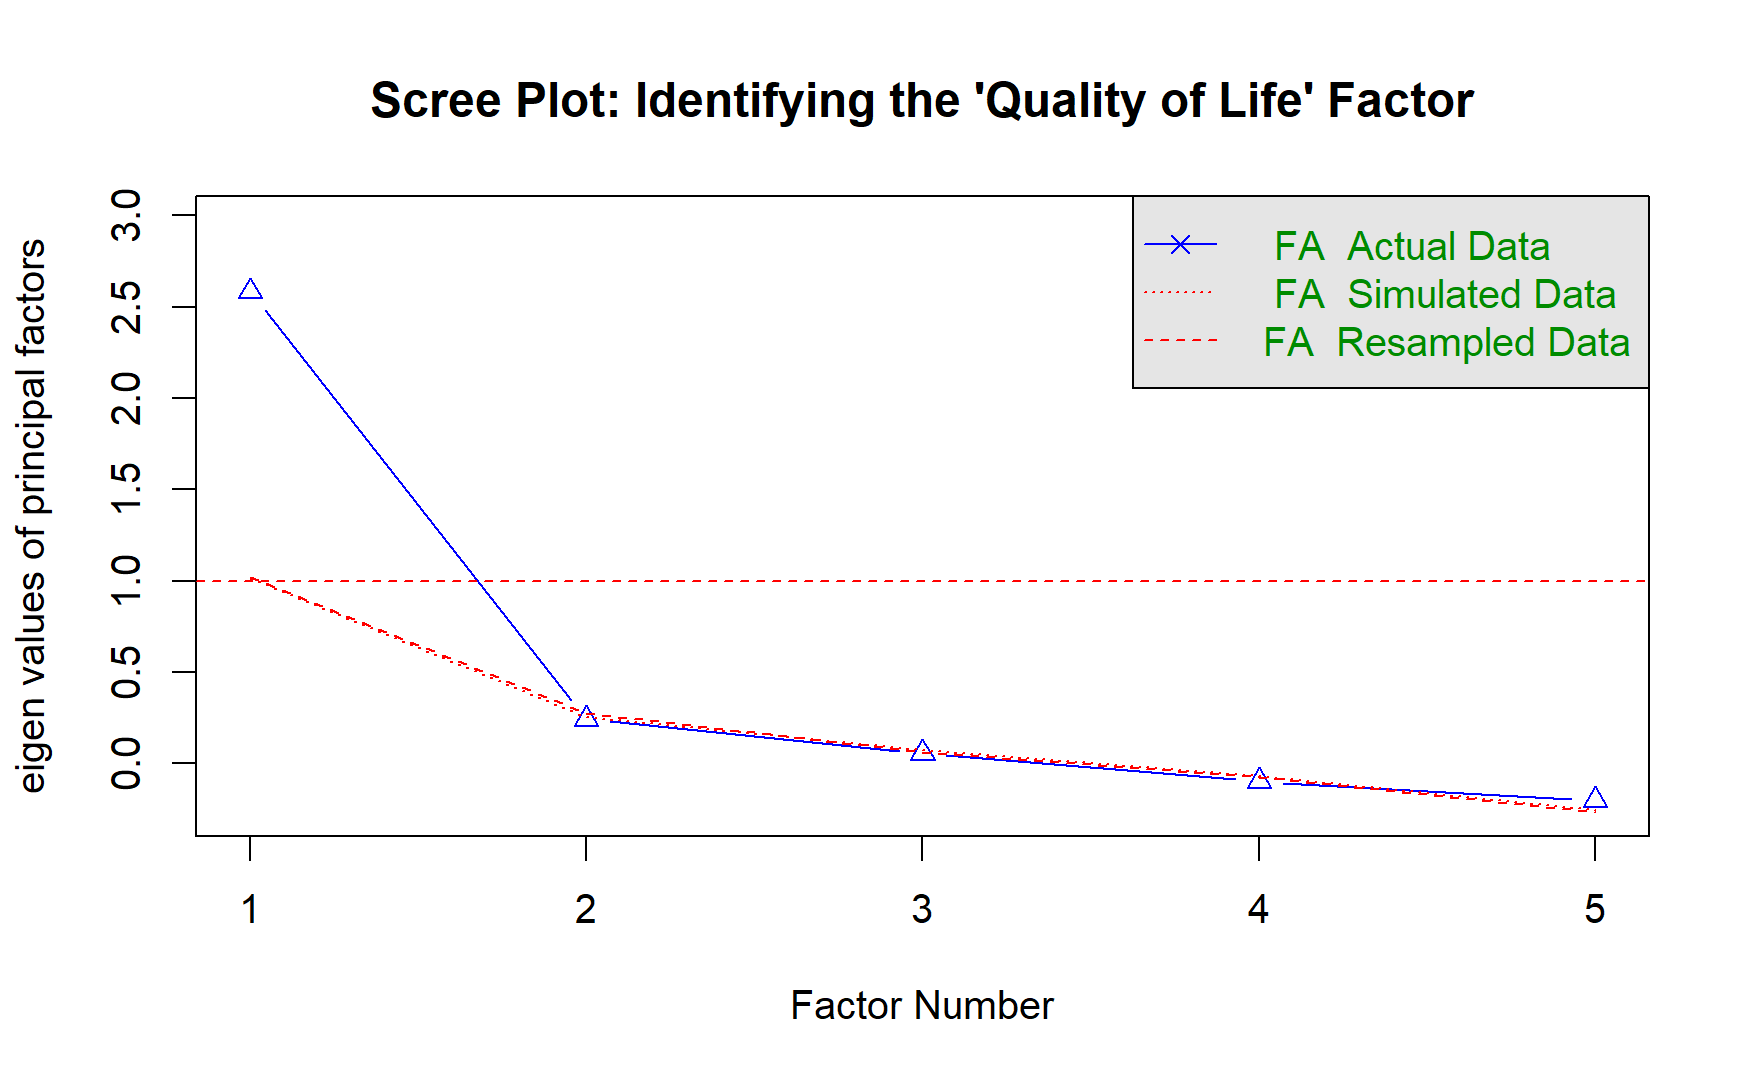 Scree Plot: Identifying the 'Quality of Life' Factor
eigen values of principal factors
3.0
2.5
2.0
1.5
1.0
0.5
0.0
FA Actual Data
FA Simulated Data
FA Resampled Data
1 2 3 4 5
Factor Number